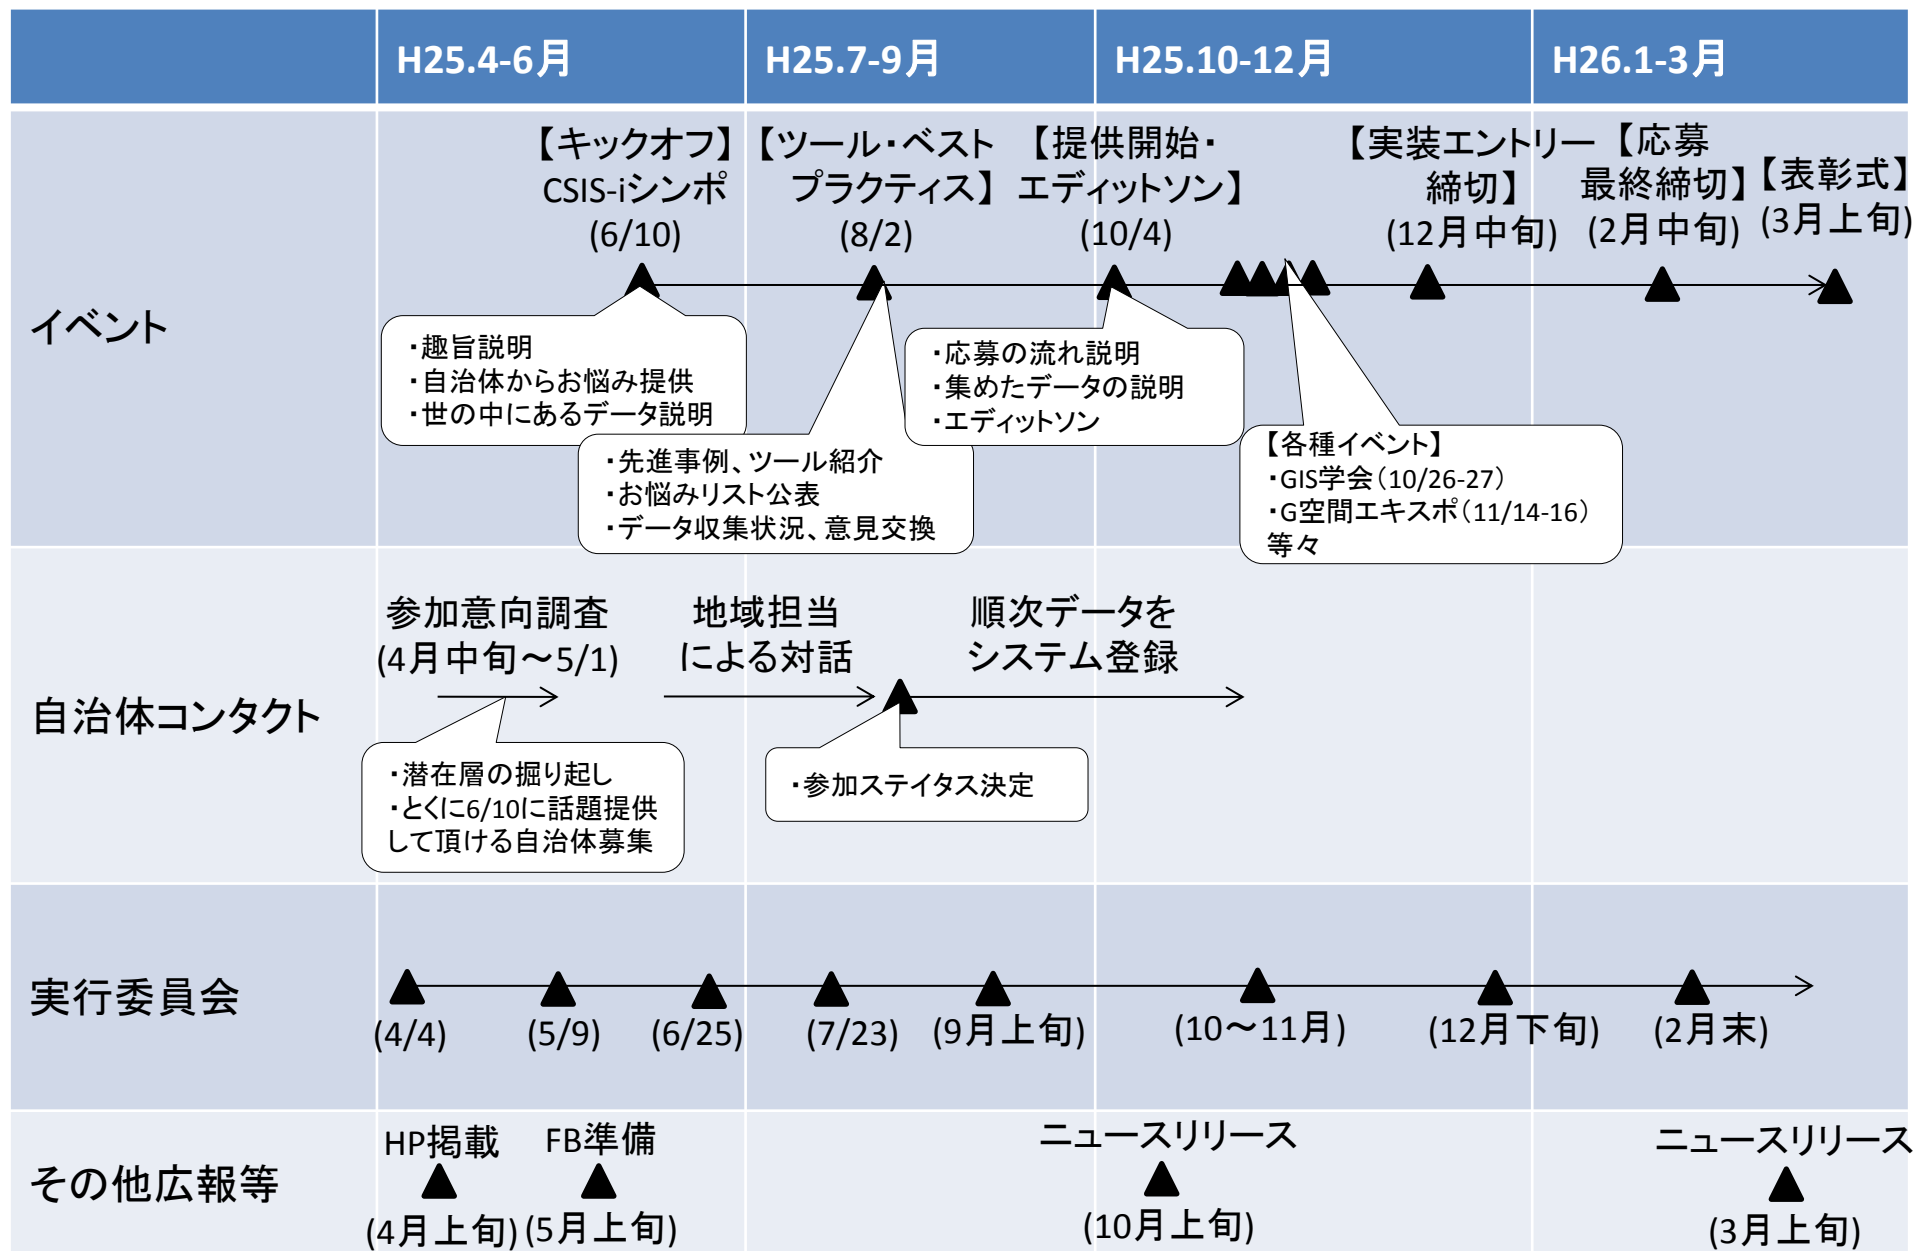 H25.4-6月
H25.7-9月
H25.10-12月
H26.1-3月
イベント
【キックオフ】
CSIS-iシンポ
(6/10)
【ツール・ベスト
プラクティス】
(8/2)
【提供開始・
エディットソン】
(10/4)
【実装エントリー
締切】
(12月中旬)
【応募
最終締切】
(2月中旬)
【表彰式】
(3月上旬)
・趣旨説明
・自治体からお悩み提供
・世の中にあるデータ説明
・先進事例、ツール紹介
・お悩みリスト公表
・データ収集状況、意見交換
・応募の流れ説明
・集めたデータの説明
・エディットソン
【各種イベント】
・GIS学会（10/26-27）
・G空間エキスポ（11/14-16）
等々
自治体コンタクト
参加意向調査
(4月中旬～5/1)
地域担当
による対話
順次データを
システム登録
・潜在層の掘り起し
・とくに6/10に話題提供
して頂ける自治体募集
・参加ステイタス決定
実行委員会
(4/4)
(5/9)
(6/25)
(7/23)
(9月上旬)
(10～11月)
(12月下旬)
(2月末)
その他広報等
HP掲載
(4月上旬)
FB準備
(5月上旬)
ニュースリリース
(10月上旬)
ニュースリリース
(3月上旬)